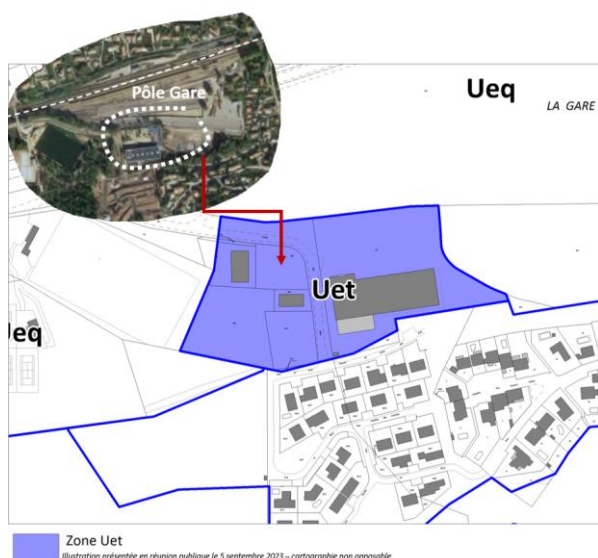 Pôle Gare
Ueq
LA GARE
Uet
Jeq
Zone Uet
Illustration présentée en réunion publique le 5 septembre 2023 – cartographie non opposable